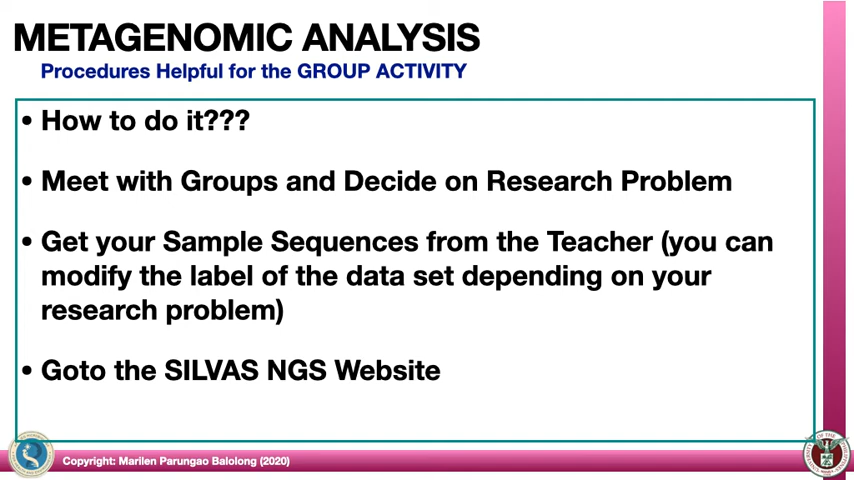 METAGENOMIC ANALYSIS
Procedures Helpful for the GROUP ACTIVITY
• How to do it???
• Meet with Groups and Decide on Research Problem
• Get your Sample Sequences from the Teacher (you can
modify the label of the data set depending on your
research problem)
• Goto the SILVAS NGS Website
Copyright: Marilen Parungao Balolong (2020)